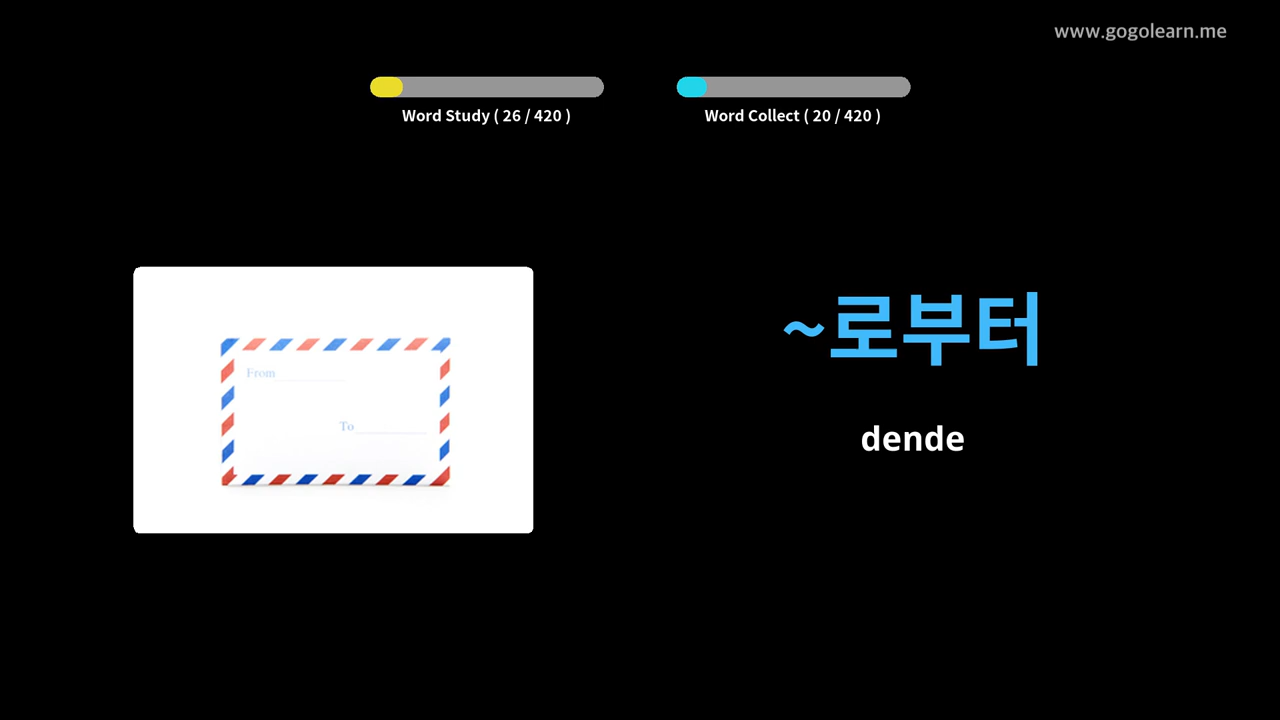 www.gogolearn.me
Word Study ( 26 / 420 )
Word Collect ( 20 / 420 )
From
To
~로부터
dende